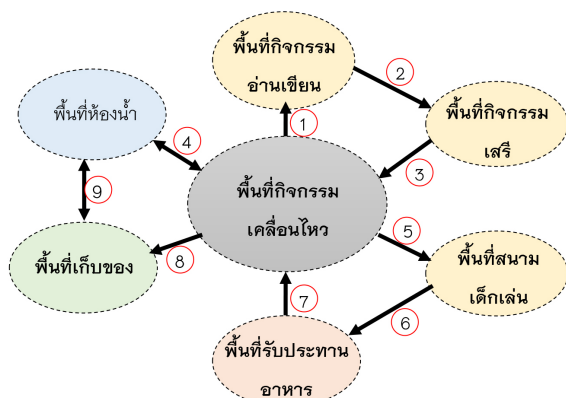 พื้นที่กิจกรรม
อ่านเขียน
2
พื้นที่กิจกรรม
เสรี
พื้นที่ห้องน้ำ
1
4
3
พื้นที่กิจกรรม
เคลื่อนไหว
9
5
8
พื้นที่เก็บของ
พื้นที่สนาม
เด็กเล่น
7
6
พื้นที่รับประทาน
อาหาร